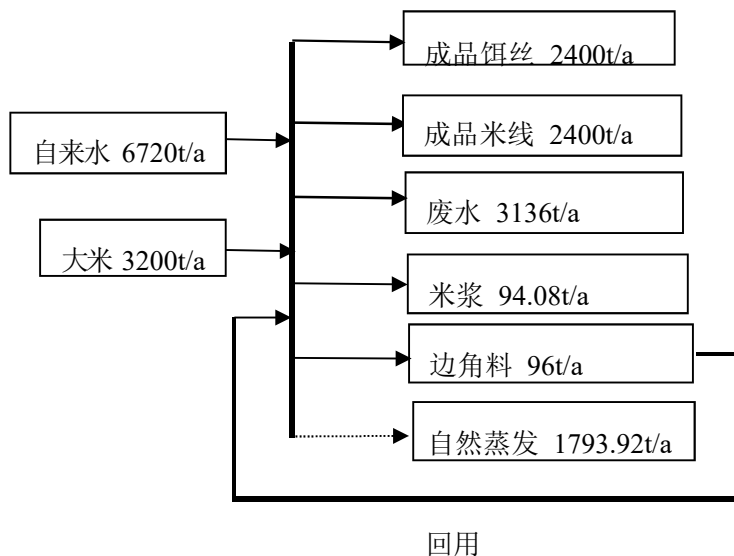 成品饵丝 2400t/a
自来水 6720t/a
成品米线 2400t/a
废水 3136t/a
大米 3200t/a
米浆 94.08t/a
边角料 96t/a
自然蒸发 1793.92t/a
回用